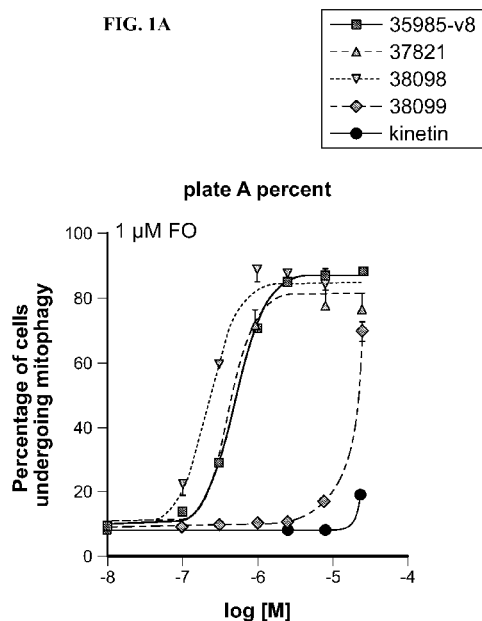 FIG. 1A
35985-v8
37821
38098
38099
kinetin
plate A percent
1 µM FO
Percentage of cells
undergoing mitophagy
100
80
60
40
20
0
-8
-7
-6
-5
-4
log [M]